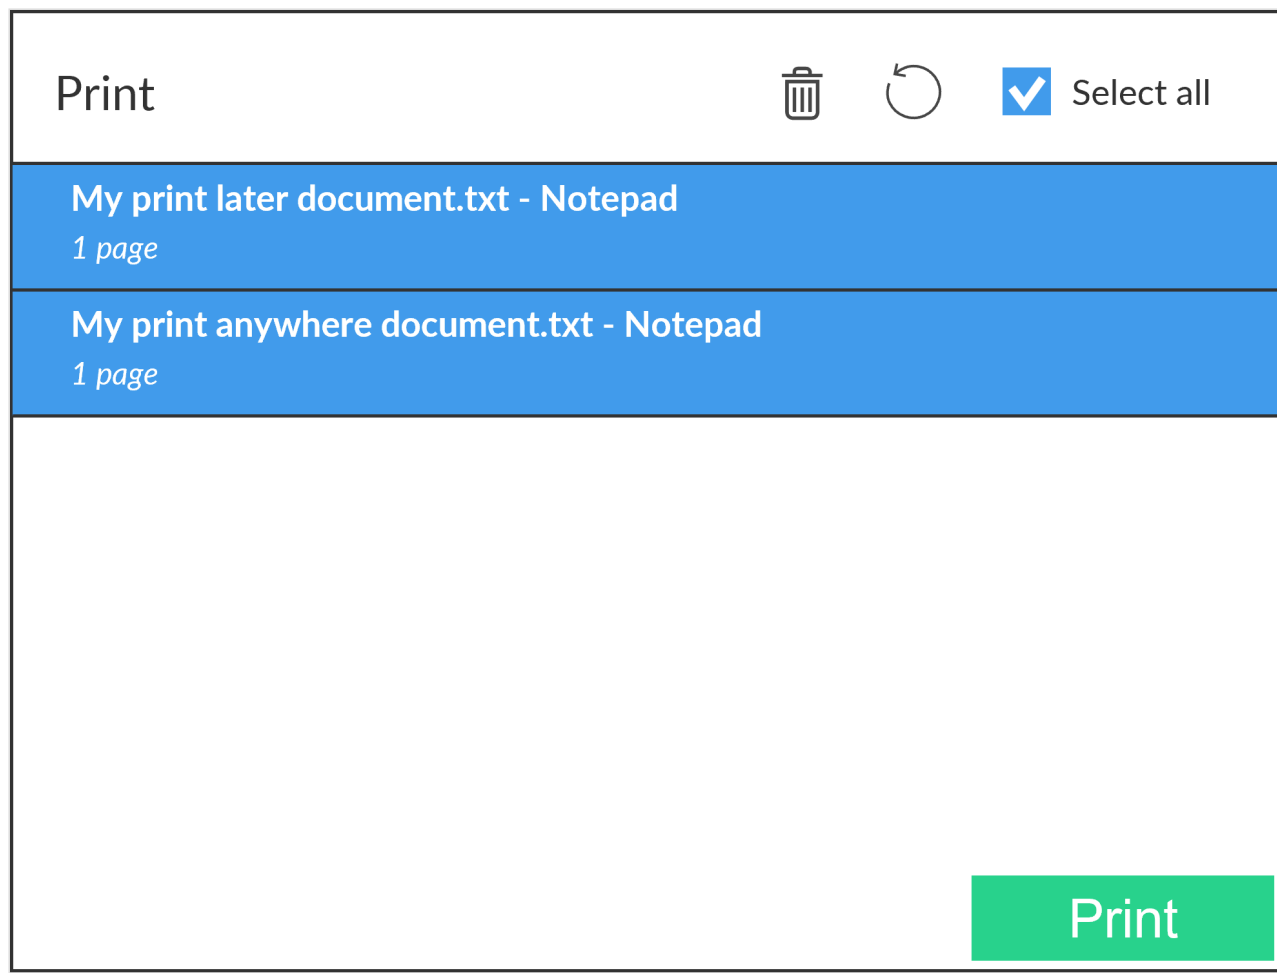 Print
Select all
My print later document.txt - Notepad
1 page
My print anywhere document.txt - Notepad
1 page
Print